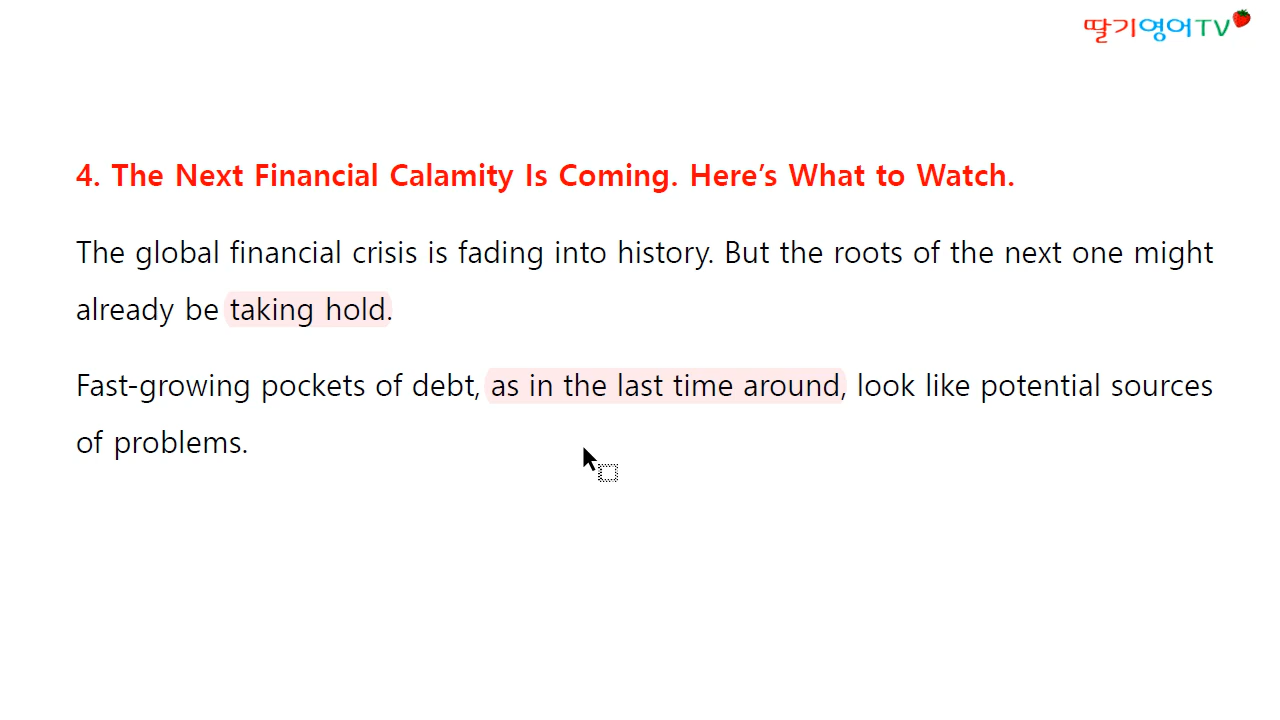 딸기영어TV
4. The Next Financial Calamity Is Coming. Here’s What to Watch.
The global financial crisis is fading into history. But the roots of the next one might
already be taking hold.
Fast-growing pockets of debt, as in the last time around, look like potential sources
of problems.